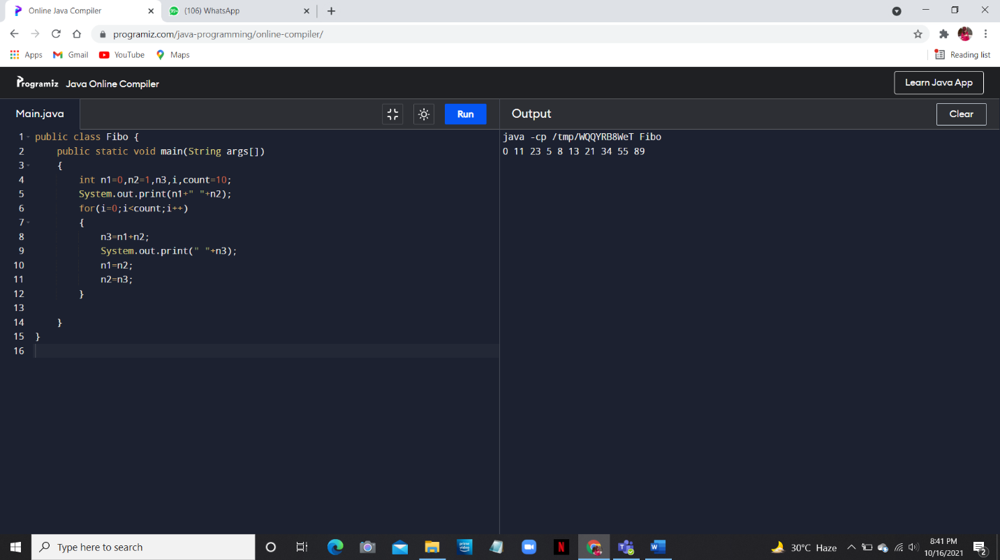 Online Java Compiler
99+ (106) WhatsApp
programiz.com/java-programming/online-compiler/
Apps Gmail YouTube Maps Reading list
Programiz Java Online Compiler Learn Java App
Main.java Run Output Clear
1 public class Fibo {
2     public static void main(String args[])
3     {
4         int n1=0,n2=1,n3,i,count=10;
5         System.out.print(n1+" "+n2);
6         for(i=0;i<count;i++)
7         {
8             n3=n1+n2;
9             System.out.print(" "+n3);
10             n1=n2;
11             n2=n3;
12         }
13
14     }
15 }
16
java -cp /tmp/WQQYRB8WeT Fibo
0 11 23 5 8 13 21 34 55 89
Type here to search
prime video
N
T
W
30°C Haze
8:41 PM
10/16/2021
2